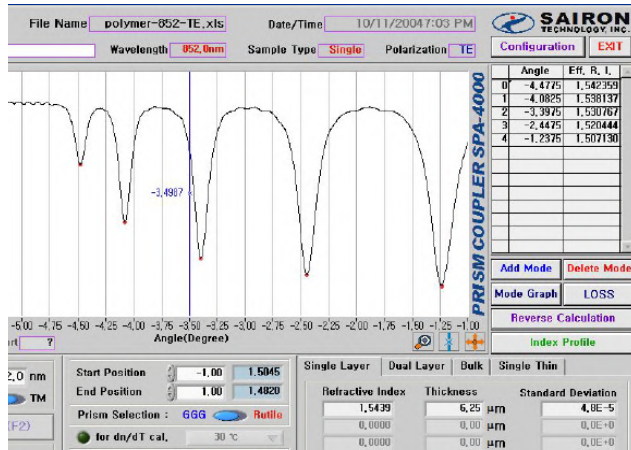 File Name polymer-852-TE.xls Date/Time 10/11/2004 7:03 PM
SAIRON
TECHNOLOGY, INC.
Wavelength 852.0nm Sample Type Single Polarization TE
Configuration EXIT
Angle Eff. R. I.
0 -4.4775 1.542359
1 -4.0825 1.538137
2 -3.3975 1.530767
3 -2.4475 1.520444
4 -1.2375 1.507130
-3.4987
PRISM COUPLER SPA-4000
Add Mode Delete Mode
Mode Graph LOSS
Reverse Calculation
Index Profile
-5.00 -4.75 -4.50 -4.25 -4.00 -3.75 -3.50 -3.25 -3.00 -2.75 -2.50 -2.25 -2.00 -1.75 -1.50 -1.25 -1.00
Angle(Degree)
?
2.0 nm
TM
(F2)
Start Position -1.00 1.5045
End Position 1.00 1.4820
Prism Selection : GGG Rutile
for dn/dT cal. 30 ℃
Single Layer Dual Layer Bulk Single Thin
Refractive Index Thickness Standard Deviation
1.5439 6.25 μm 4.8E-5
0.0000 0.00 μm 0.0E+0
0.0000 0.00 μm 0.0E+0